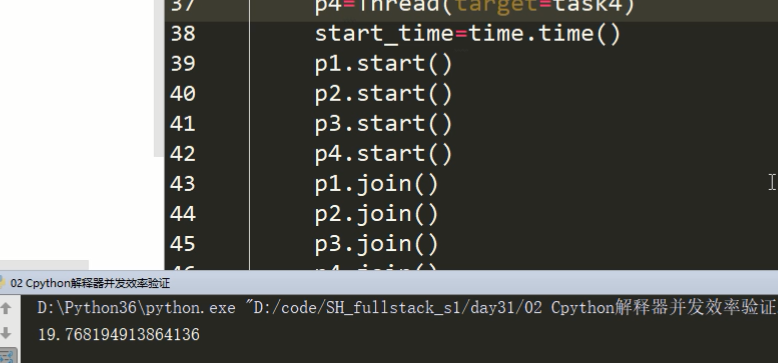 37 p4=Thread(target=task4)
38 start_time=time.time()
39 p1.start()
40 p2.start()
41 p3.start()
42 p4.start()
43 p1.join()
44 p2.join()
45 p3.join()
46 p4.join()
02 Cpython解释器并发效率验证
D:\Python36\python.exe "D:/code/SH_fullstack_s1/day31/02 Cpython解释器并发效率验证
19.768194913864136